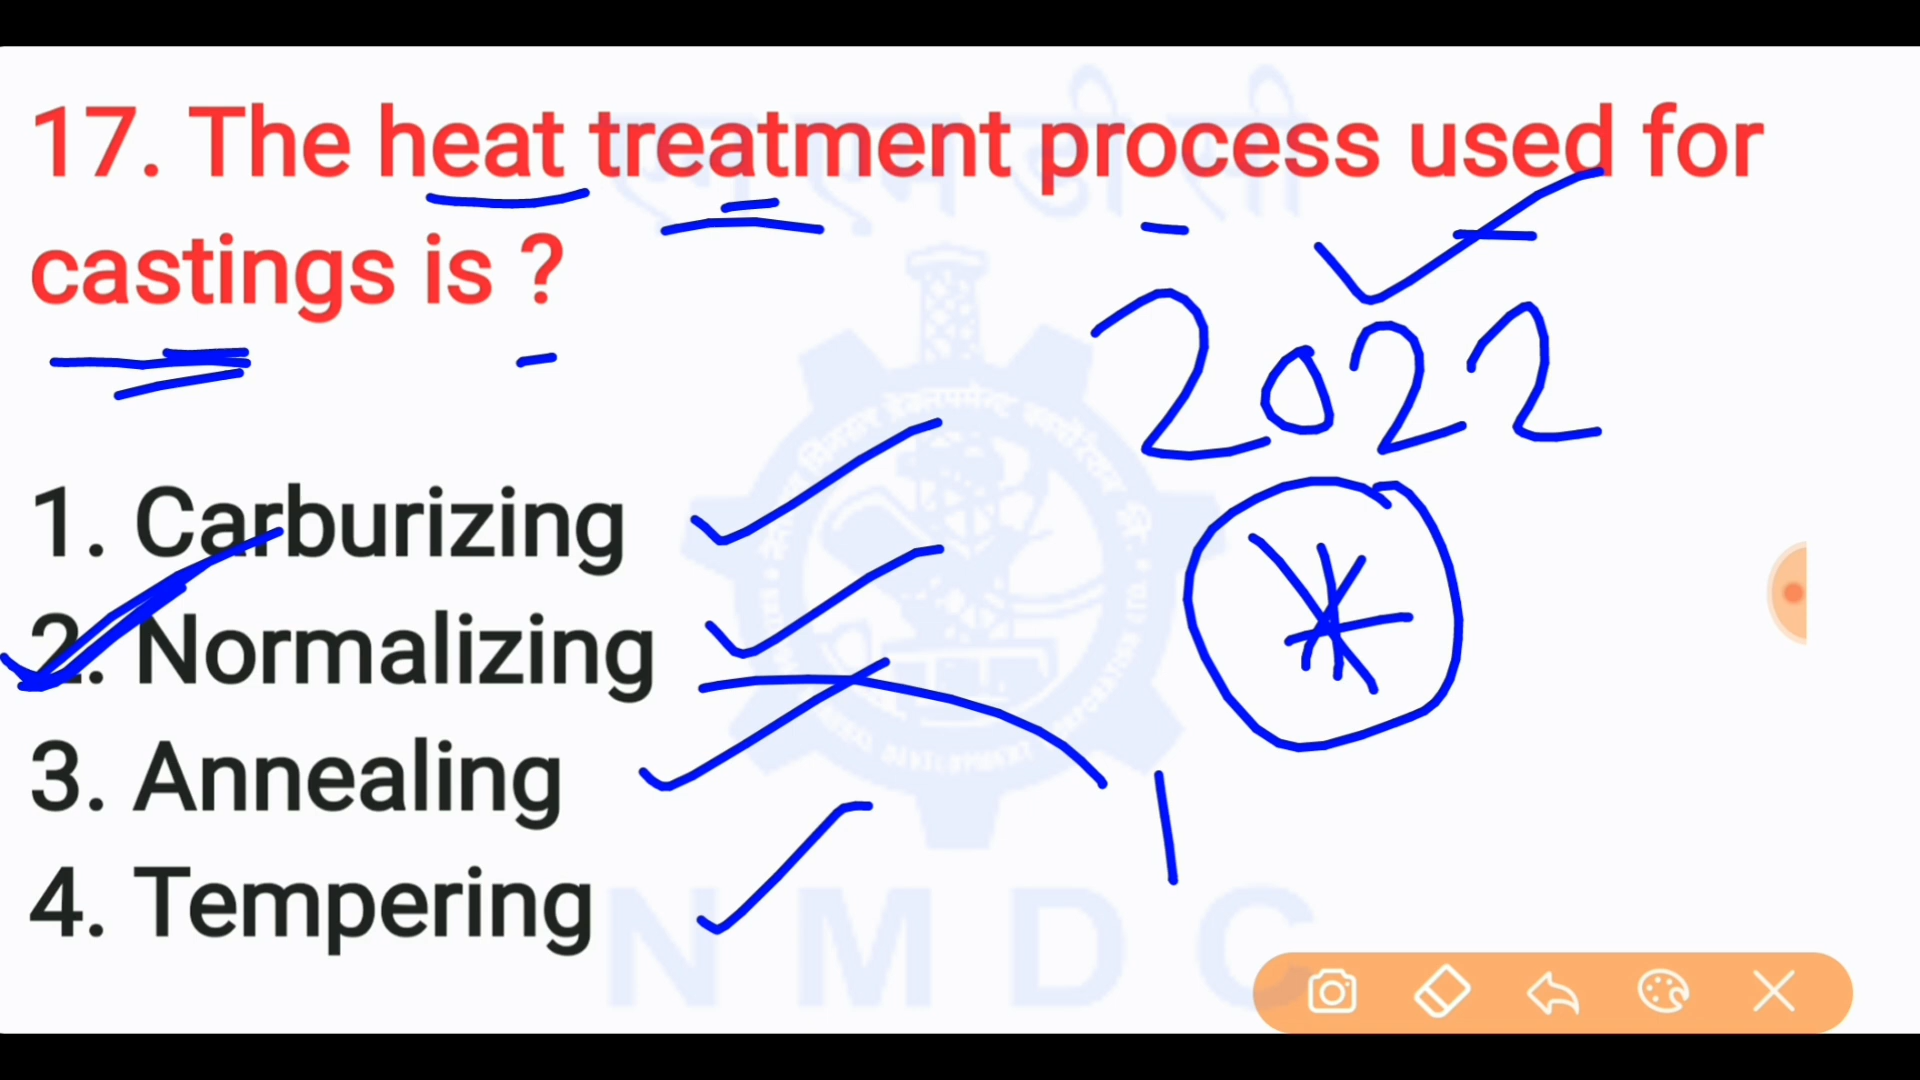 17. The heat treatment process used for
castings is ?
2022
1. Carburizing
2. Normalizing
3. Annealing
4. Tempering
NMDC